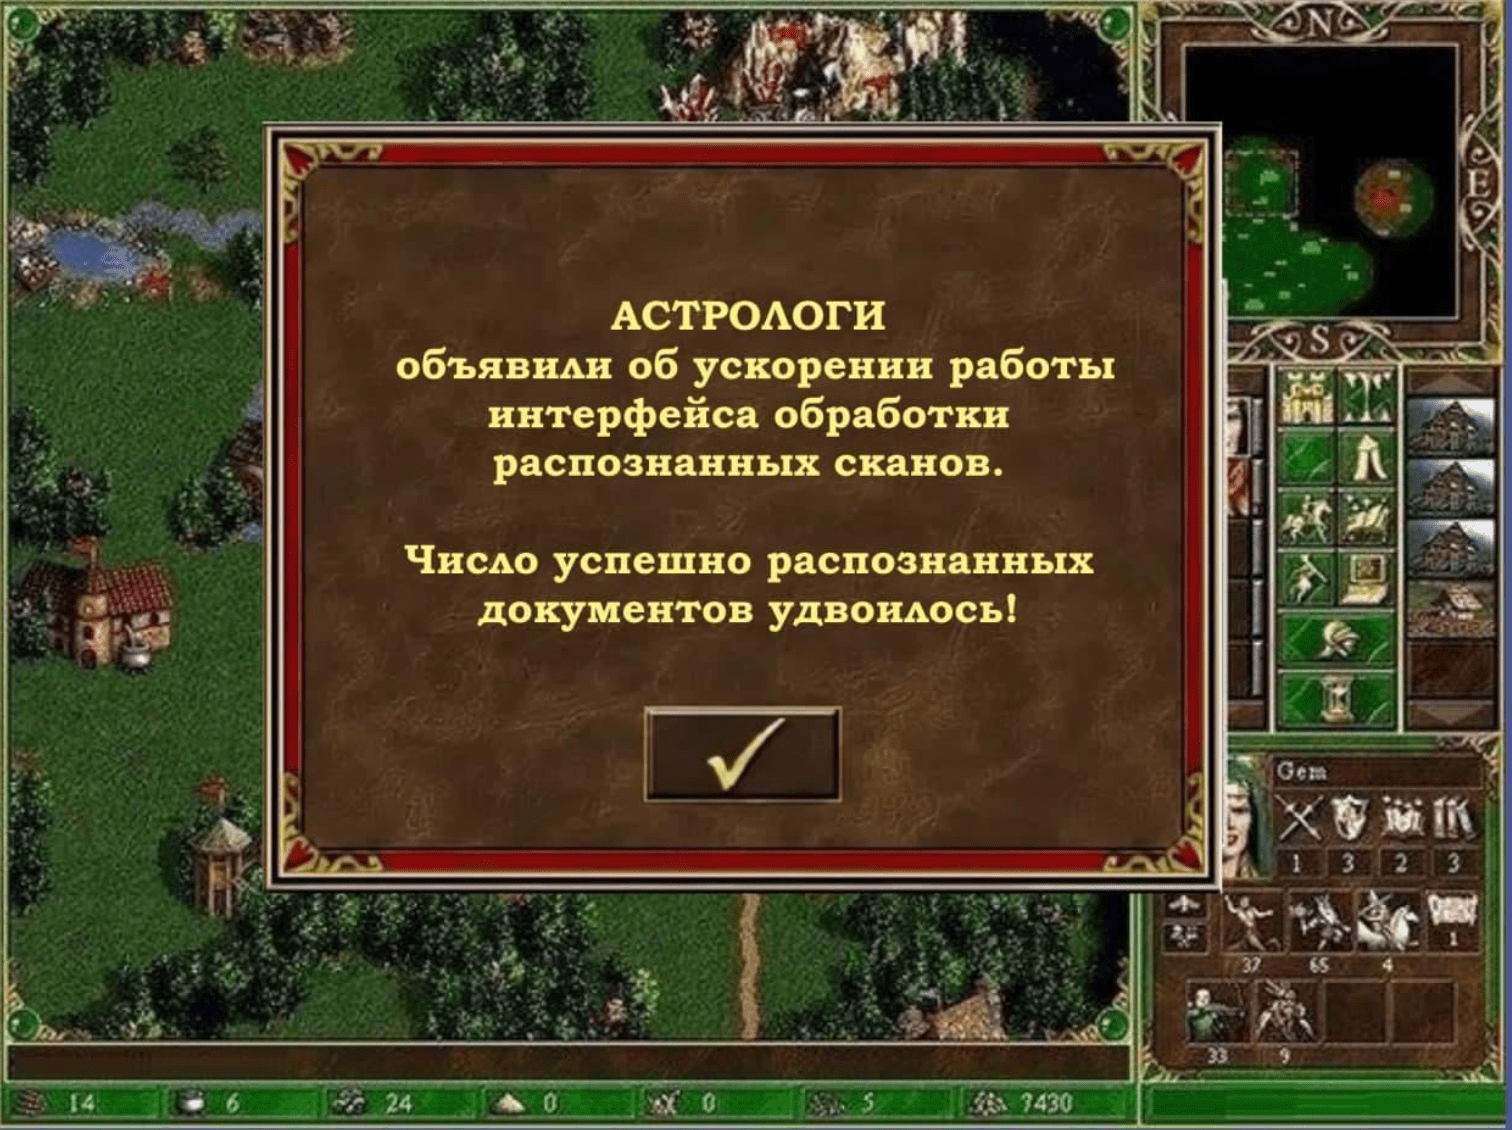 N
E
S
АСТРОЛОГИ
объявили об ускорении работы
интерфейса обработки
распознанных сканов.
Число успешно распознанных
документов удвоилось!
Gem
1 3 2 3
1
37 65 4
33 9
14 6 24 0 0 5 7430